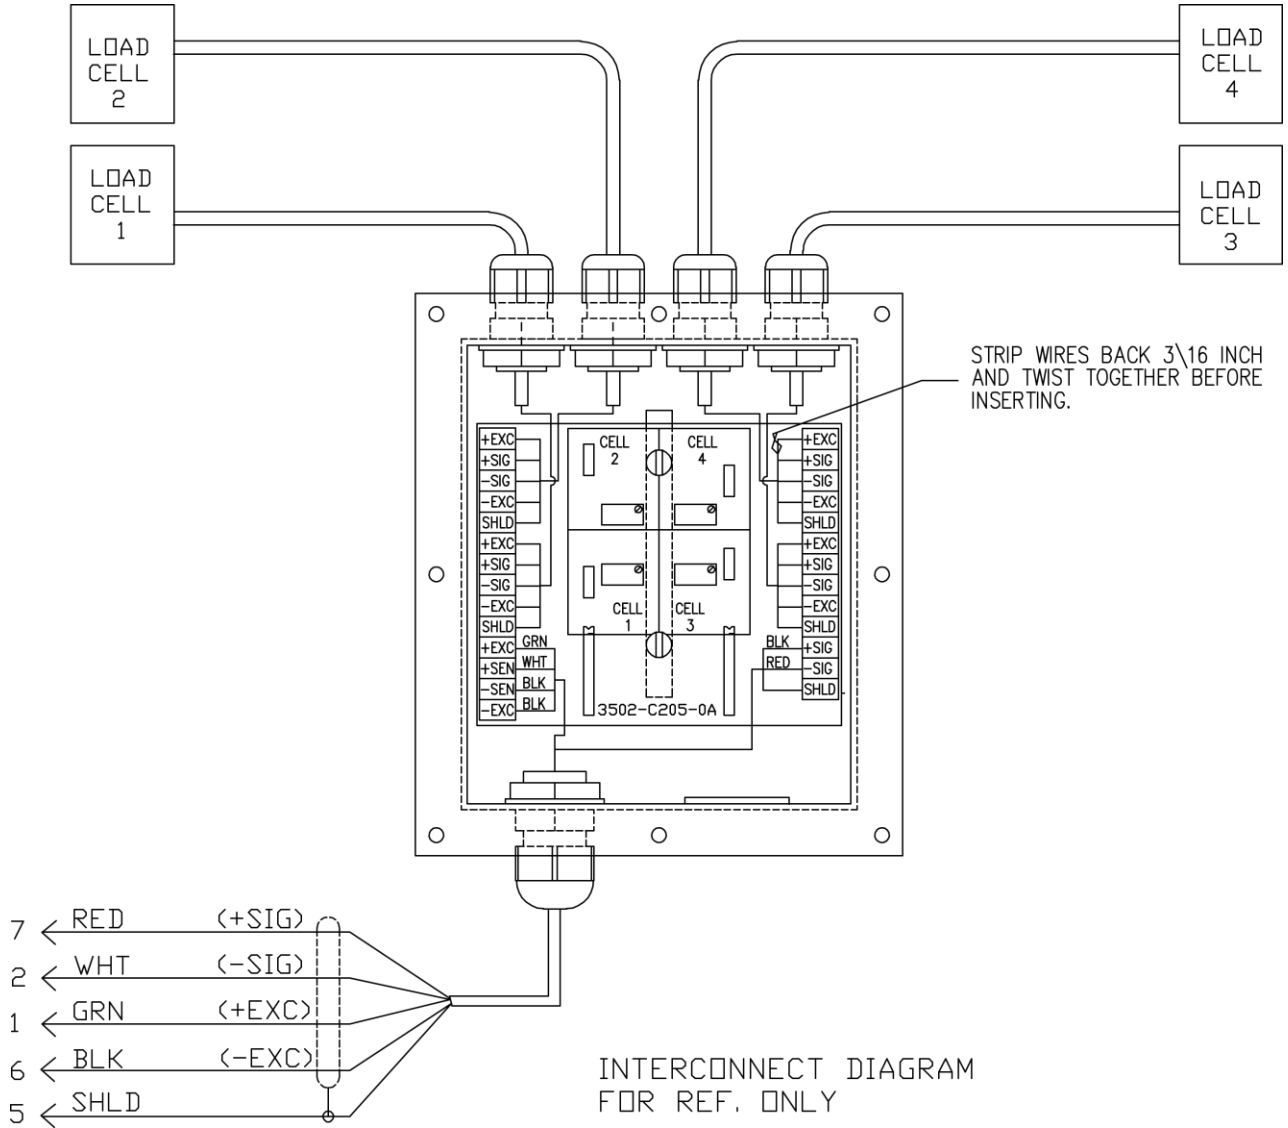 LOAD
CELL
2
LOAD
CELL
4
LOAD
CELL
1
LOAD
CELL
3
STRIP WIRES BACK 3\16 INCH
AND TWIST TOGETHER BEFORE
INSERTING.
+EXC
+SIG
-SIG
-EXC
SHLD
+EXC
+SIG
-SIG
-EXC
SHLD
+EXC GRN
+SEN WHT
-SEN BLK
-EXC BLK
CELL
2
CELL
4
CELL
1
CELL
3
3502-C205-0A
+EXC
+SIG
-SIG
-EXC
SHLD
+EXC
+SIG
-SIG
-EXC
SHLD
BLK +SIG
RED -SIG
SHLD
7 RED (+SIG)
2 WHT (-SIG)
1 GRN (+EXC)
6 BLK (-EXC)
5 SHLD
INTERCONNECT DIAGRAM
FOR REF. ONLY